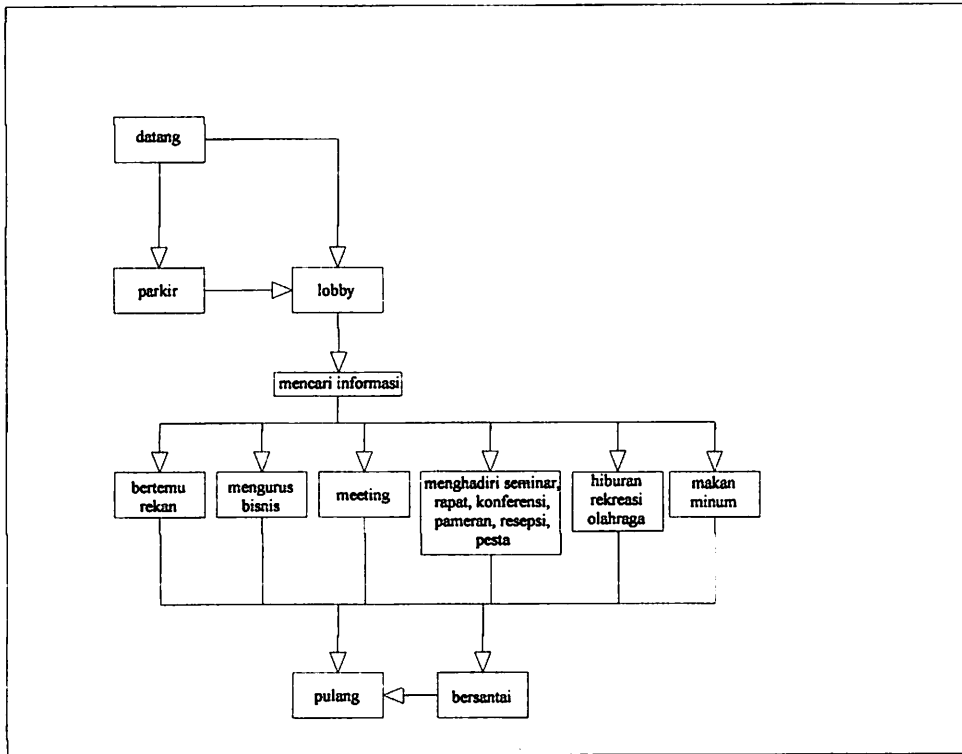 datang
parkir
lobby
mencari informasi
bertemu
rekan
mengurus
bisnis
meeting
menghadiri seminar,
rapat, konferensi,
pameran, resepsi,
pesta
hiburan
rekreasi
olahraga
makan
minum
pulang
bersantai